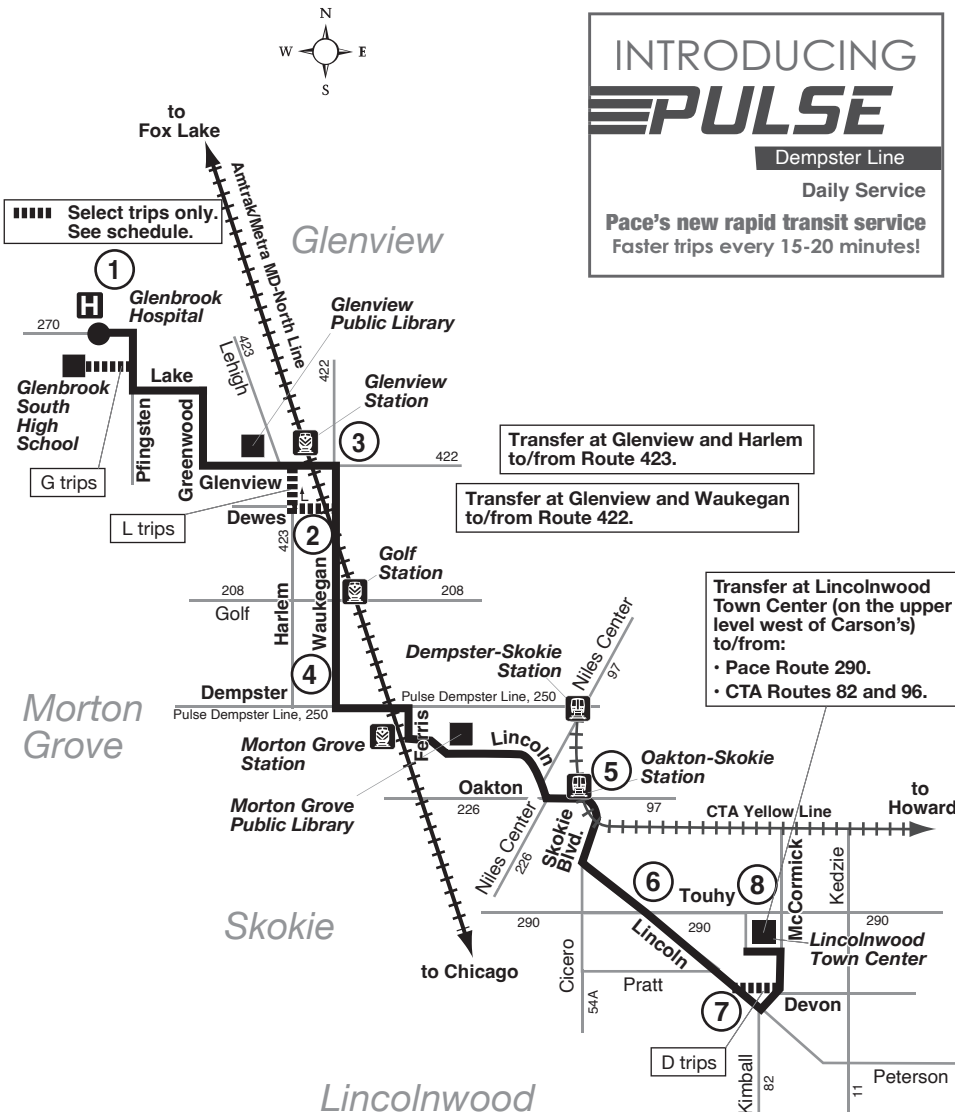 N
W
E
S
INTRODUCING
PULSE
Dempster Line
Daily Service
Pace's new rapid transit service
Faster trips every 15-20 minutes!
to
Fox Lake
Amtrak/Metra MD-North Line
Select trips only.
See schedule.
Glenview
1
H
Glenbrook
Hospital
270
Glenview
Public Library
423
Lehigh
422
Glenview
Station
Lake
Glenbrook
South
High
School
Pfingsten
Greenwood
3
Transfer at Glenview and Harlem
to/from Route 423.
422
Glenview
G trips
Transfer at Glenview and Waukegan
to/from Route 422.
L
L trips
Dewes
423
2
Golf
Station
208
208
Golf
Harlem
Waukegan
Transfer at Lincolnwood
Town Center (on the upper
level west of Carson's)
to/from:
• Pace Route 290.
• CTA Routes 82 and 96.
Dempster-Skokie
Station
Niles Center
97
4
Dempster
Pulse Dempster Line, 250
Pulse Dempster Line, 250
Morton
Grove
Ferris
Morton Grove
Station
Lincoln
5
Oakton-Skokie
Station
Oakton
226
97
Morton Grove
Public Library
to
Howard
CTA Yellow Line
Niles Center
226
Skokie
Blvd.
McCormick
Kedzie
6
Touhy
8
290
290
290
Skokie
Lincoln
Lincolnwood
Town Center
to Chicago
Cicero
54A
Pratt
7
Devon
D trips
Kimball
82
11
Peterson
Lincolnwood